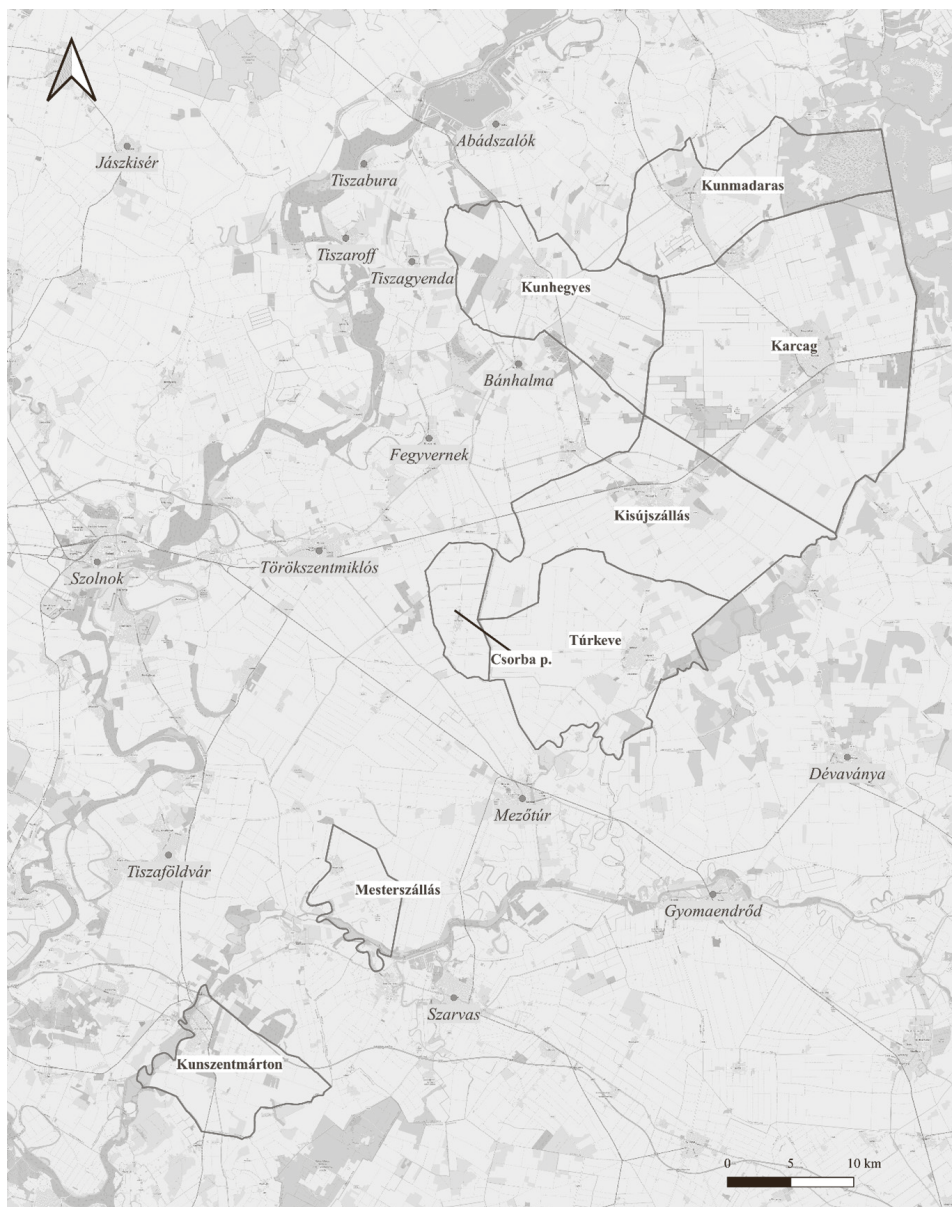 Abádszalók
Jászkisér
Tiszabura
Kunmadaras
Tiszaroff
Tiszagyenda
Kunhegyes
Karcag
Bánhalma
Fegyvernek
Kisújszállás
Törökszentmiklós
Szolnok
Túrkeve
Csorba p.
Dévaványa
Mezőtúr
Tiszaföldvár
Mesterszállás
Gyomaendrőd
Szarvas
Kunszentmárton
0 5 10 km